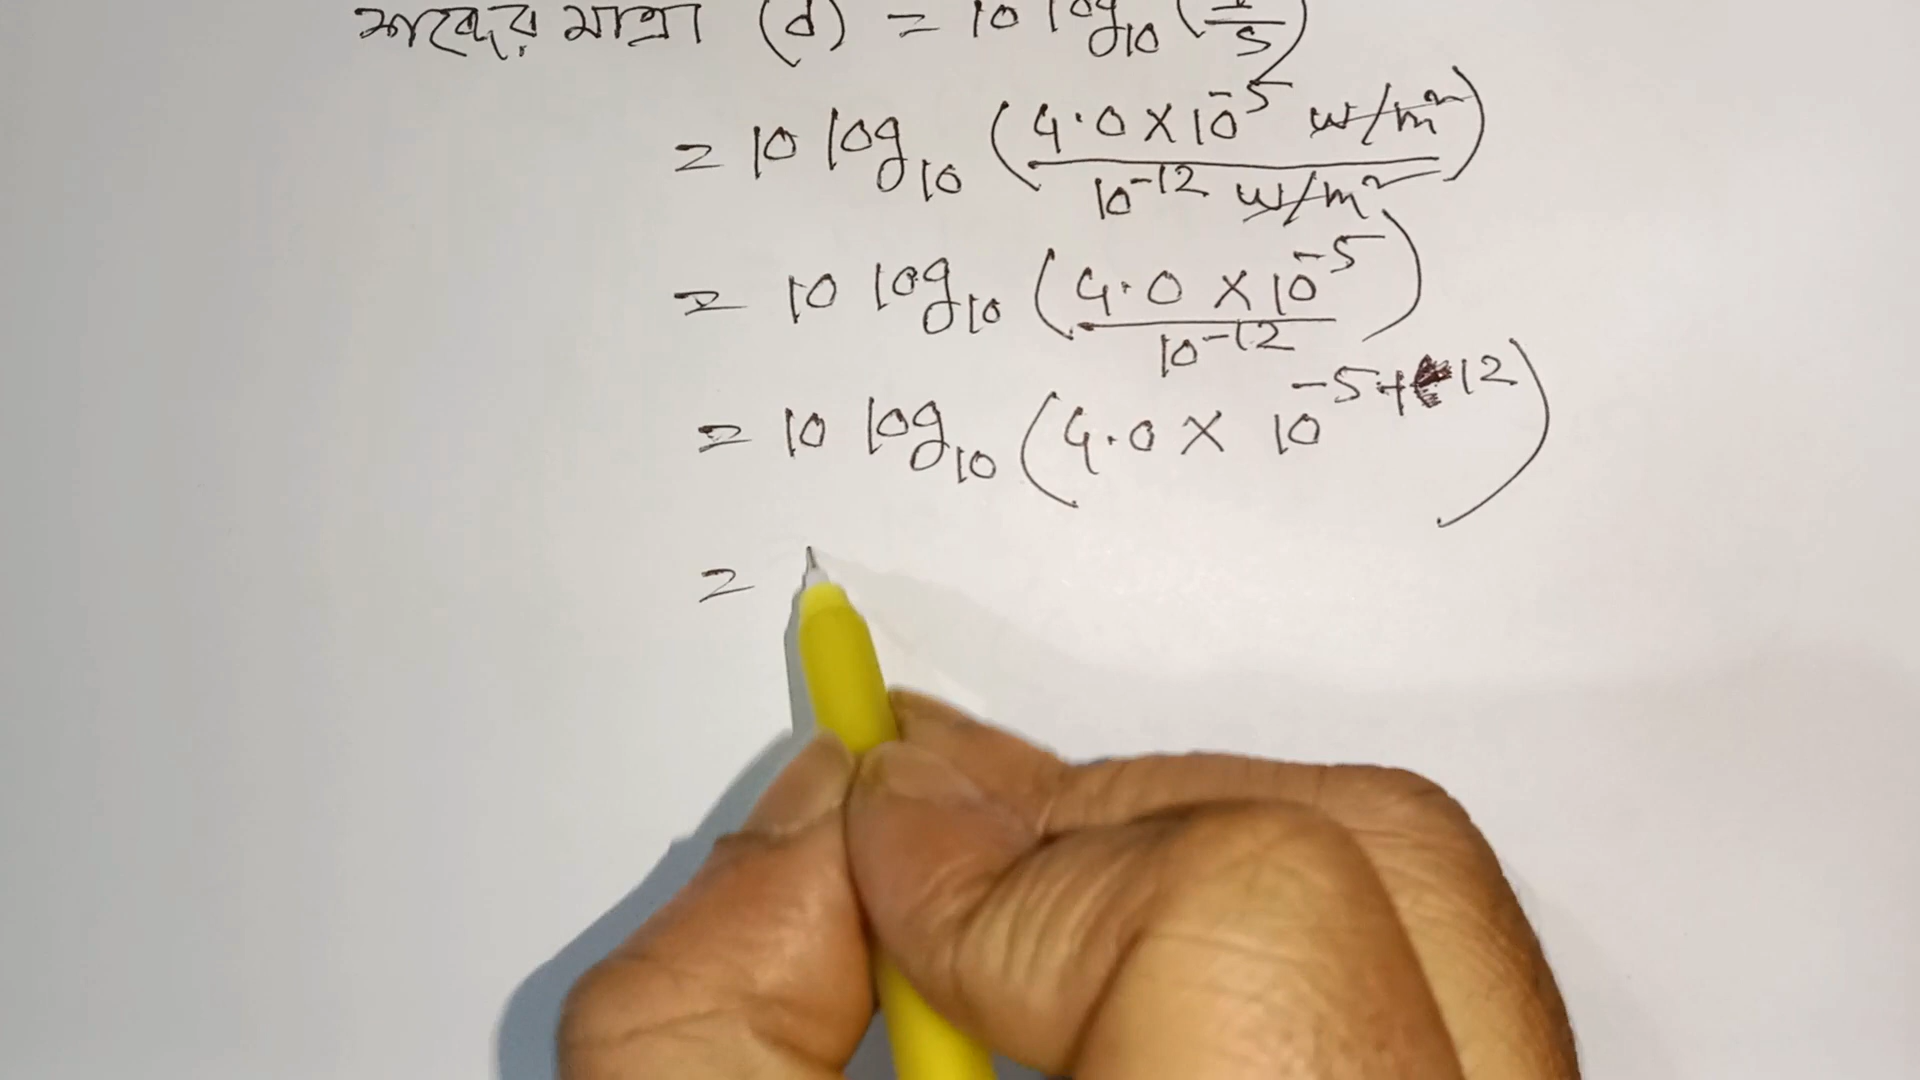 শব্দের মাত্রা (d) = 10 log₁₀ (I/S)
= 10 log₁₀ (4.0 × 10⁻⁵ w/m² / 10⁻¹² w/m²)
= 10 log₁₀ (4.0 × 10⁻⁵ / 10⁻¹²)
= 10 log₁₀ (4.0 × 10⁻⁵⁺¹²)
=